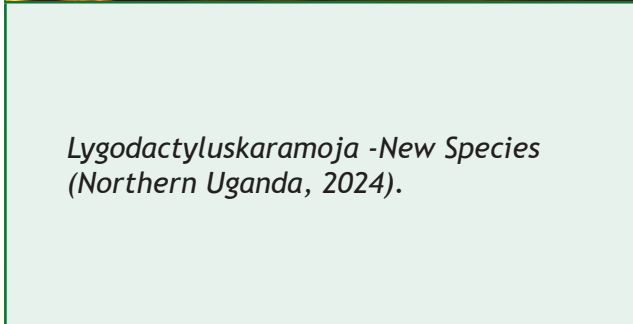 Lygodactyluskaramoja -New Species
(Northern Uganda, 2024).